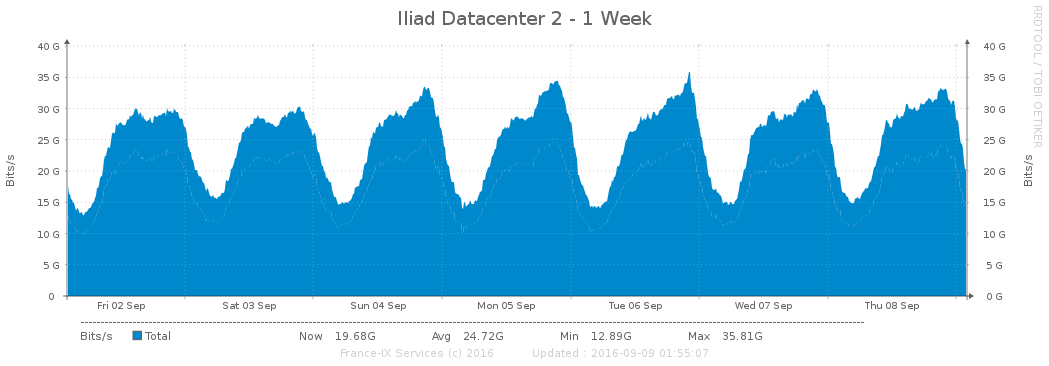 Iliad Datacenter 2 - 1 Week
RRDTOOL / TOBI OETIKER
Bits/s
40 G 40 G
35 G 35 G
30 G 30 G
25 G 25 G
20 G 20 G
15 G 15 G
10 G 10 G
5 G 5 G
0 0 G
Bits/s
Fri 02 Sep Sat 03 Sep Sun 04 Sep Mon 05 Sep Tue 06 Sep Wed 07 Sep Thu 08 Sep
Bits/s Total Now 19.68G Avg 24.72G Min 12.89G Max 35.81G
France-IX Services (c) 2016 Updated : 2016-09-09 01:55:07